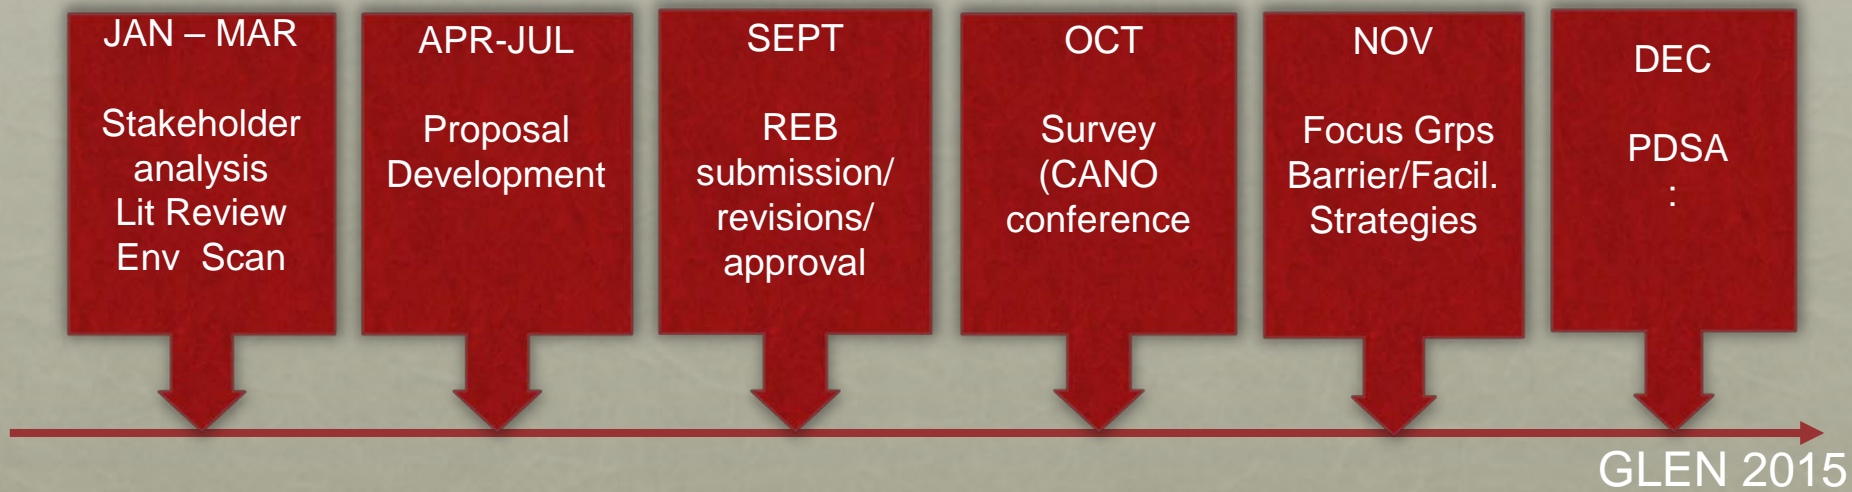 JAN – MAR
Stakeholder
analysis
Lit Review
Env Scan
APR-JUL
Proposal
Development
SEPT
REB
submission/
revisions/
approval
OCT
Survey
(CANO
conference
NOV
Focus Grps
Barrier/Facil.
Strategies
DEC
PDSA
:
GLEN 2015